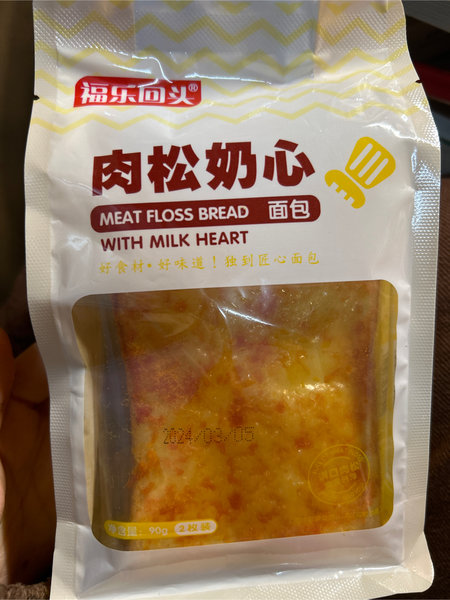 福乐回头®
肉松奶心
MEAT FLOSS BREAD 面包
WITH MILK HEART
好食材·好味道！独到匠心面包
2024/03/05
净含量：90g 2枚装